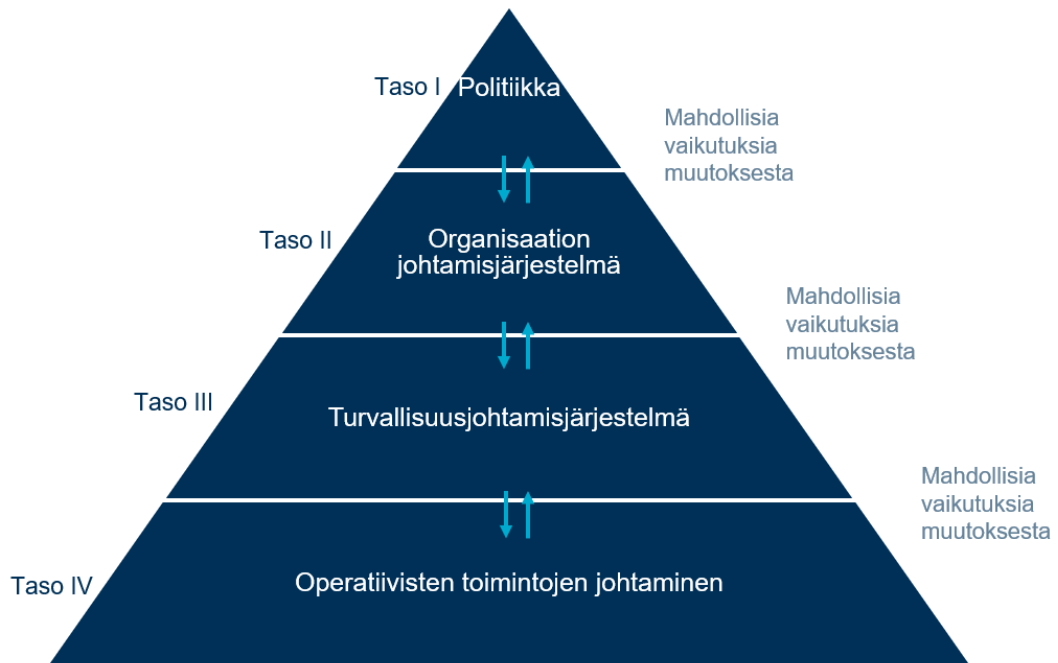 Taso I
Politiikka
Mahdollisia
vaikutuksia
muutoksesta
Taso II
Organisaation
johtamisjärjestelmä
Mahdollisia
vaikutuksia
muutoksesta
Taso III
Turvallisuusjohtamisjärjestelmä
Mahdollisia
vaikutuksia
muutoksesta
Taso IV
Operatiivisten toimintojen johtaminen